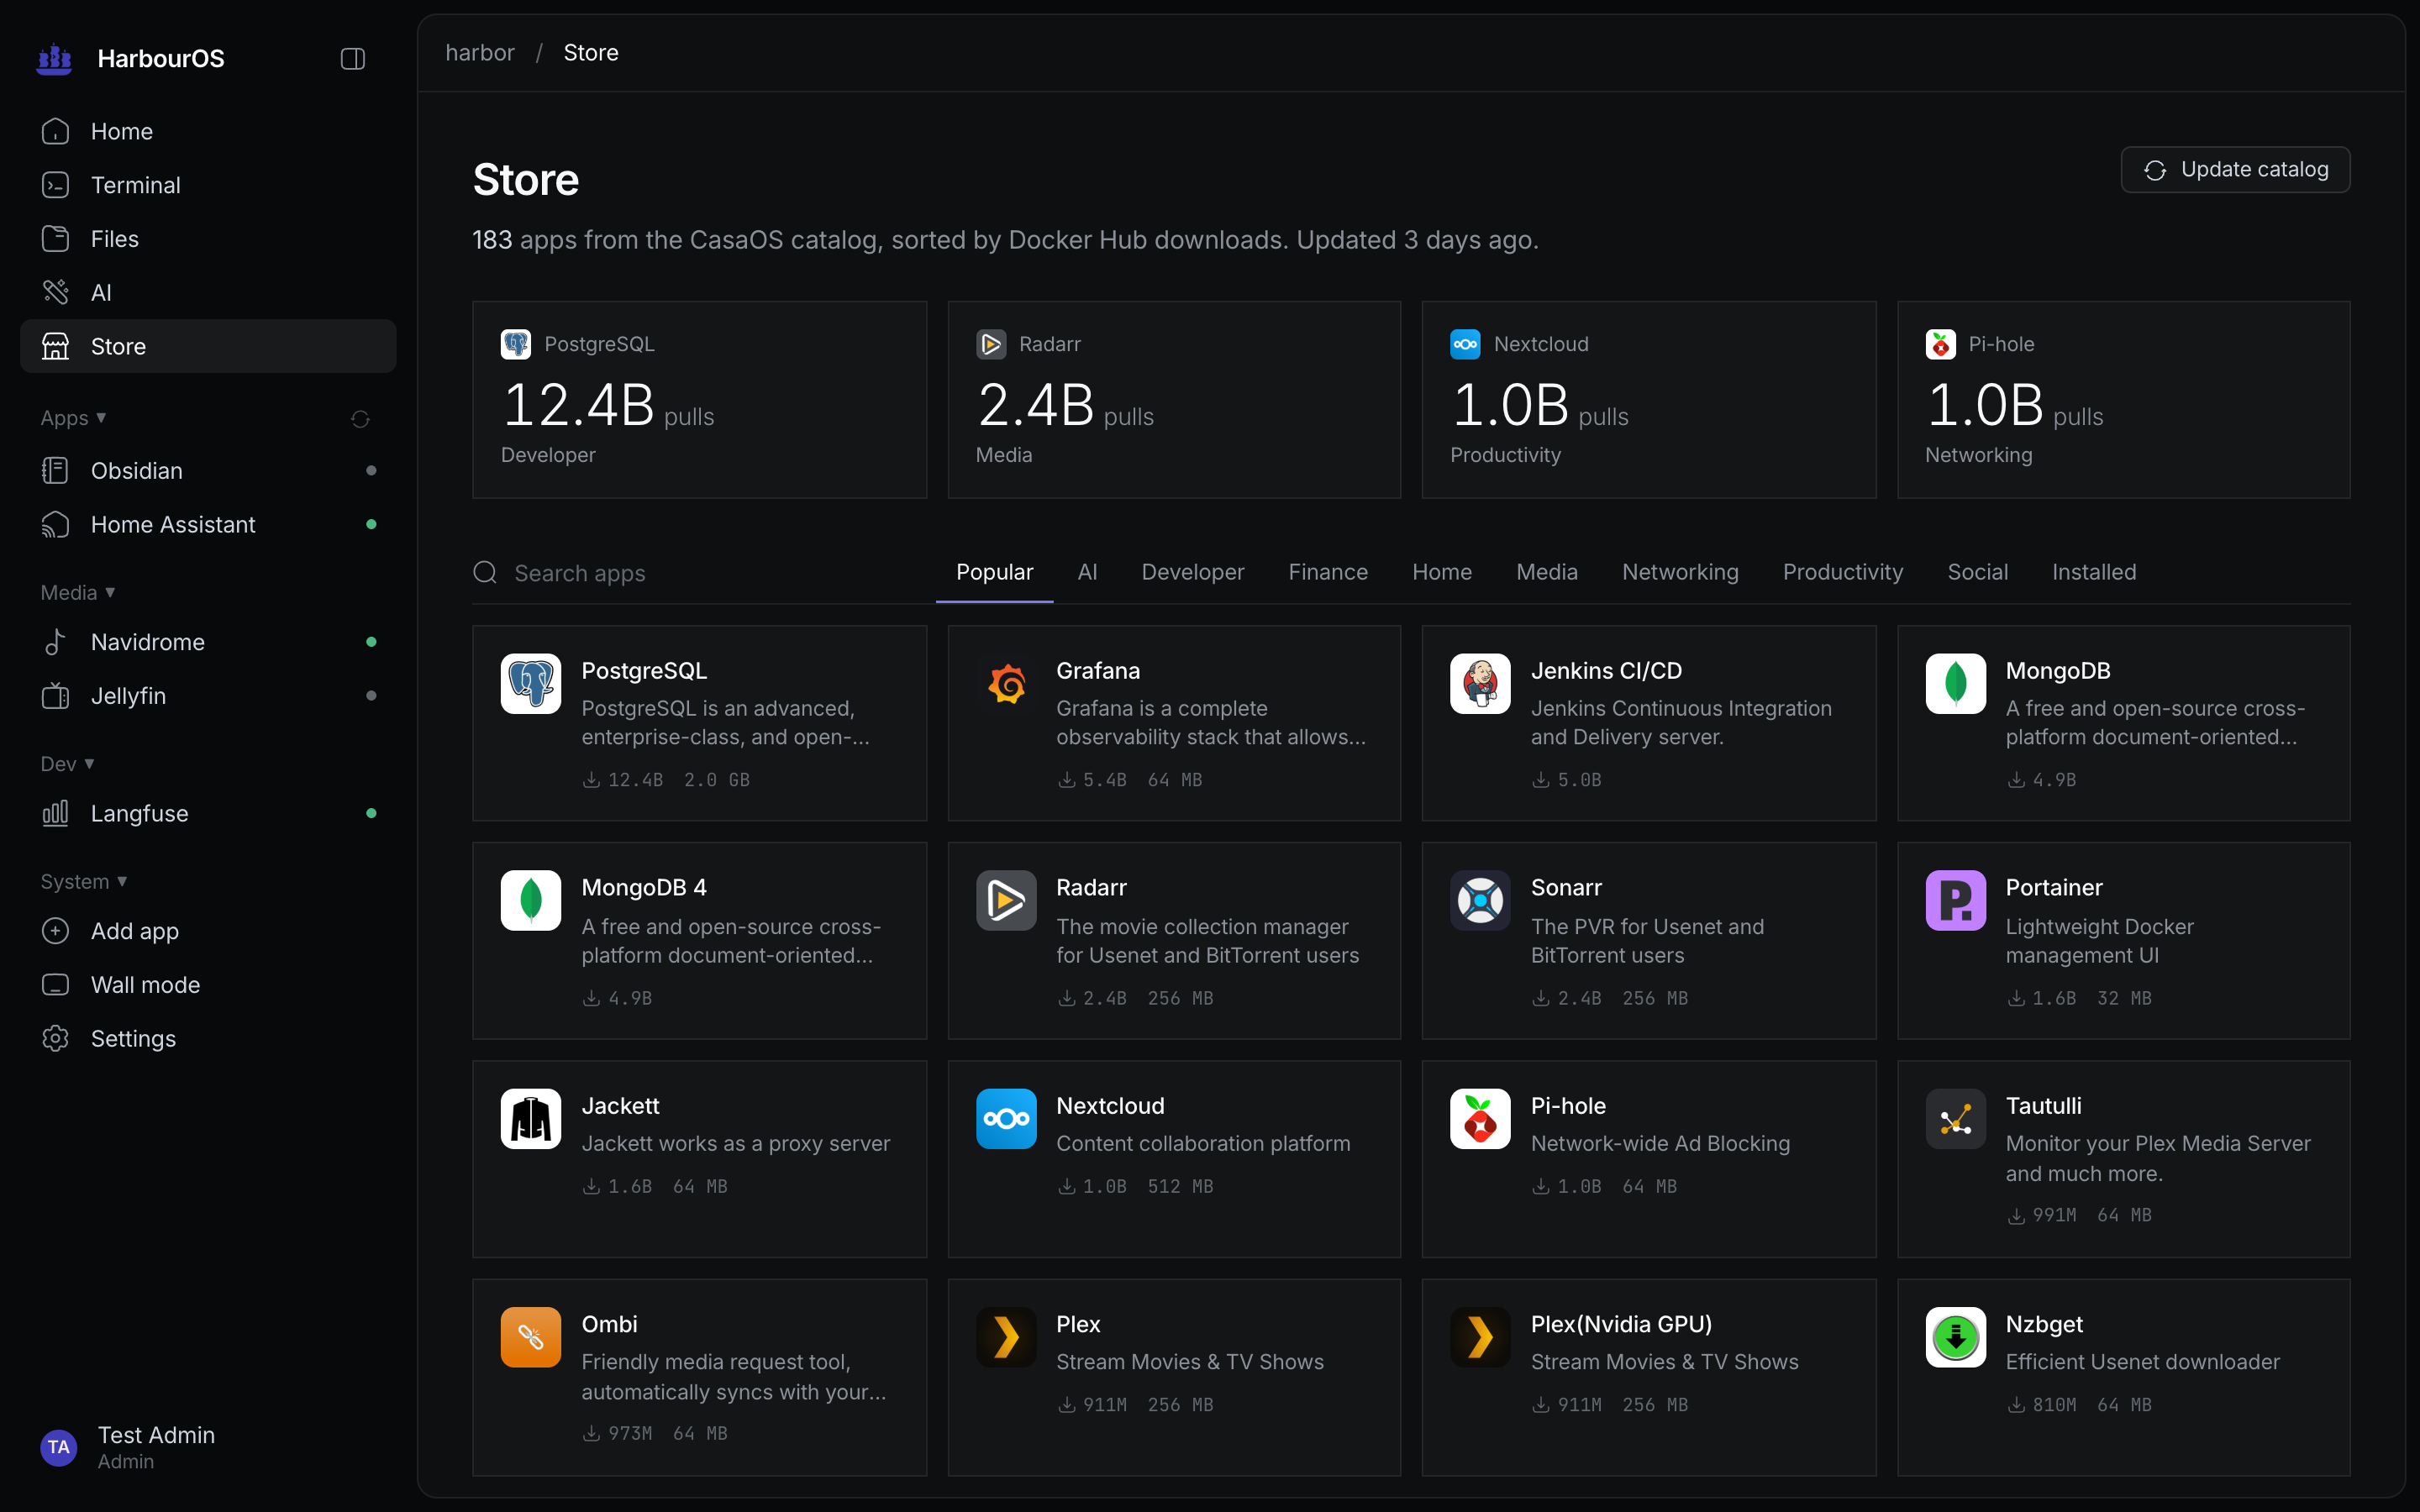 HarbourOS
Home
Terminal
Files
AI
Store
Apps ▼
Obsidian
Home Assistant
Media ▼
Navidrome
Jellyfin
Dev ▼
Langfuse
System ▼
Add app
Wall mode
Settings
TA
Test Admin
Admin
harbor / Store
Store
Update catalog
183 apps from the CasaOS catalog, sorted by Docker Hub downloads. Updated 3 days ago.
PostgreSQL
12.4B pulls
Developer
Radarr
2.4B pulls
Media
Nextcloud
1.0B pulls
Productivity
Pi-hole
1.0B pulls
Networking
Search apps
Popular AI Developer Finance Home Media Networking Productivity Social Installed
PostgreSQL
PostgreSQL is an advanced,
enterprise-class, and open-...
12.4B 2.0 GB
Grafana
Grafana is a complete
observability stack that allows...
5.4B 64 MB
Jenkins CI/CD
Jenkins Continuous Integration
and Delivery server.
5.0B
MongoDB
A free and open-source cross-
platform document-oriented...
4.9B
MongoDB 4
A free and open-source cross-
platform document-oriented...
4.9B
Radarr
The movie collection manager
for Usenet and BitTorrent users
2.4B 256 MB
Sonarr
The PVR for Usenet and
BitTorrent users
2.4B 256 MB
P.
Portainer
Lightweight Docker
management UI
1.6B 32 MB
Jackett
Jackett works as a proxy server
1.6B 64 MB
Nextcloud
Content collaboration platform
1.0B 512 MB
Pi-hole
Network-wide Ad Blocking
1.0B 64 MB
Tautulli
Monitor your Plex Media Server
and much more.
991M 64 MB
Ombi
Friendly media request tool,
automatically syncs with your...
973M 64 MB
Plex
Stream Movies & TV Shows
911M 256 MB
Plex(Nvidia GPU)
Stream Movies & TV Shows
911M 256 MB
Nzbget
Efficient Usenet downloader
810M 64 MB